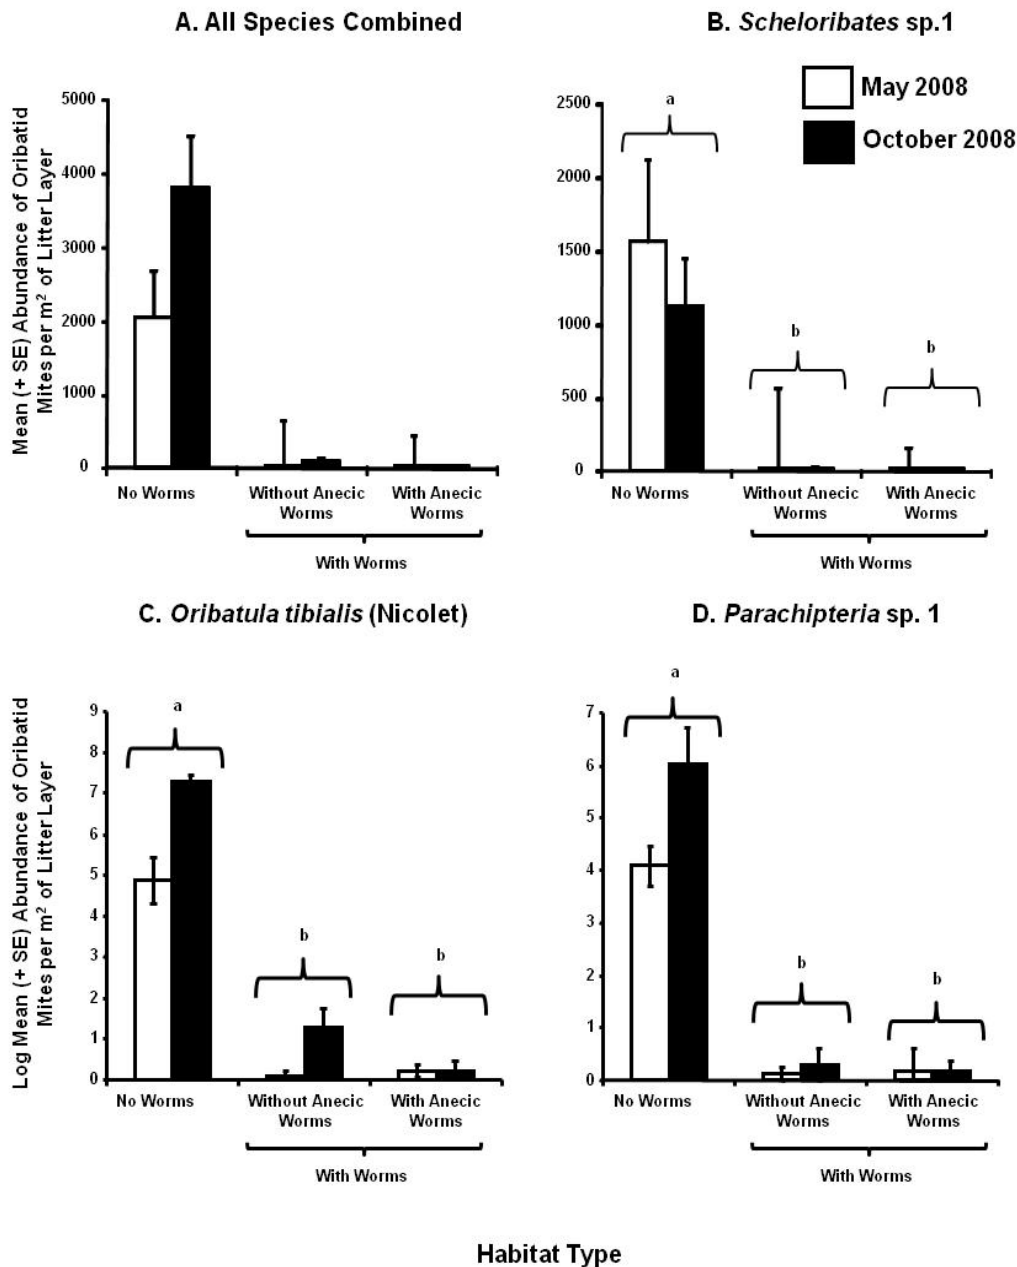 A. All Species Combined
Mean (+ SE) Abundance of Oribatid
Mites per m² of Litter Layer
5000
4000
3000
2000
1000
0
No Worms
Without Anecic
Worms
With Anecic
Worms
With Worms
B. Scheloribates sp.1
May 2008
October 2008
2500
2000
1500
1000
500
0
a
b
b
No Worms
Without Anecic
Worms
With Anecic
Worms
With Worms
C. Oribatula tibialis (Nicolet)
Log Mean (+ SE) Abundance of Oribatid
Mites per m² of Litter Layer
9
8
7
6
5
4
3
2
1
0
a
b
b
No Worms
Without Anecic
Worms
With Anecic
Worms
With Worms
D. Parachipteria sp. 1
7
6
5
4
3
2
1
0
a
b
b
No Worms
Without Anecic
Worms
With Anecic
Worms
With Worms
Habitat Type